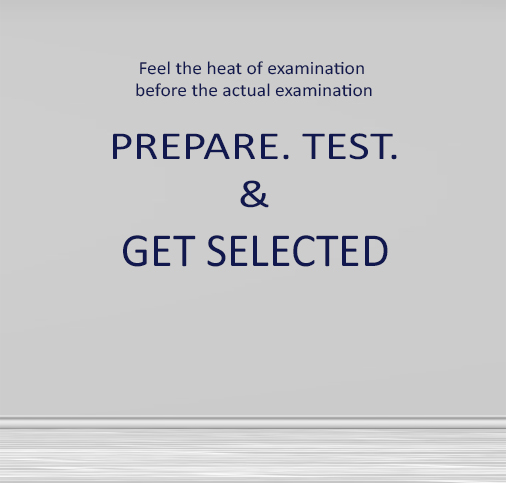 Feel the heat of examination
before the actual examination
PREPARE. TEST.
&
GET SELECTED